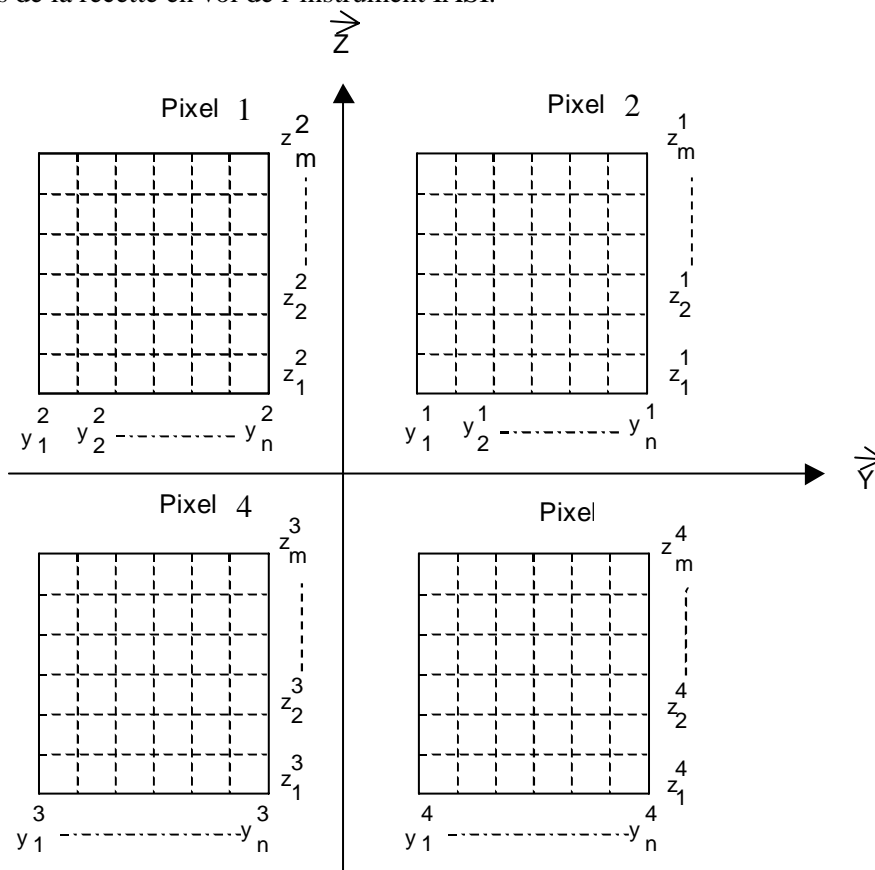 s de la recette en vol de l'instrument IASI.
Z
Pixel 1
Pixel 2
z 2 m
z 1 m
z 2 2
z 1 2
z 2 1
z 1 1
y 2 1
y 2 2
y 2 n
y 1 1
y 1 2
y 1 n
Y
Pixel 4
Pixel
z 3 m
z 4 m
z 3 2
z 4 2
z 3 1
z 4 1
y 3 1
y 3 n
y 4 1
y 4 n